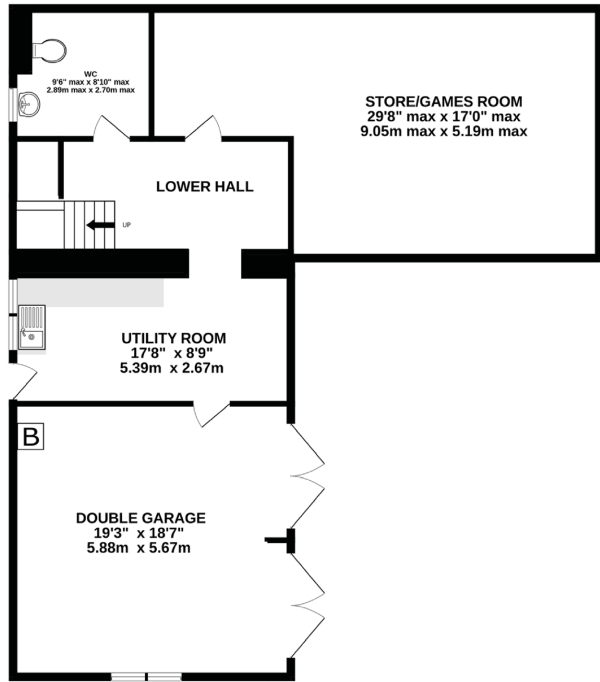 WC
9'6" max x 8'10" max
2.89m max x 2.70m max
STORE/GAMES ROOM
29'8" max x 17'0" max
9.05m max x 5.19m max
LOWER HALL
UP
UTILITY ROOM
17'8" x 8'9"
5.39m x 2.67m
B
DOUBLE GARAGE
19'3" x 18'7"
5.88m x 5.67m